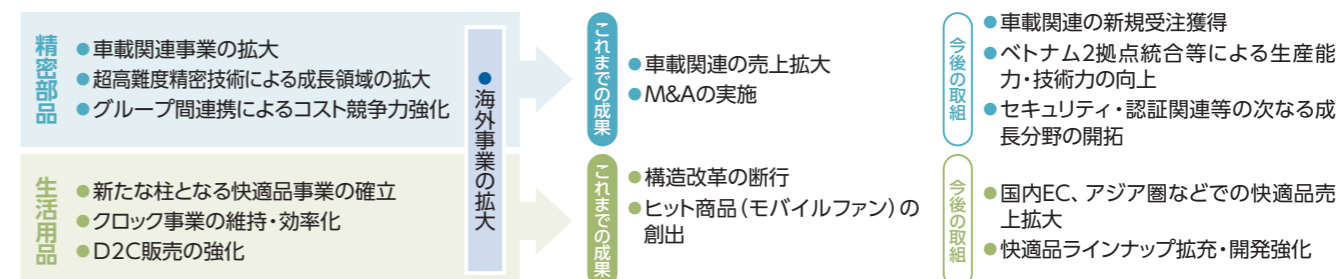 精密部品
●車載関連事業の拡大
●超高難度精密技術による成長領域の拡大
●グループ間連携によるコスト競争力強化
生活用品
●新たな柱となる快適品事業の確立
●クロック事業の維持・効率化
●D2C販売の強化
●海外事業の拡大
これまでの成果
●車載関連の売上拡大
●M&Aの実施
これまでの成果
●構造改革の断行
●ヒット商品（モバイルファン）の
創出
今後の取組
●車載関連の新規受注獲得
●ベトナム2拠点統合等による生産能
力・技術力の向上
●セキュリティ・認証関連等の次なる成
長分野の開拓
今後の取組
●国内EC、アジア圏などでの快適品売
上拡大
●快適品ラインナップ拡充・開発強化